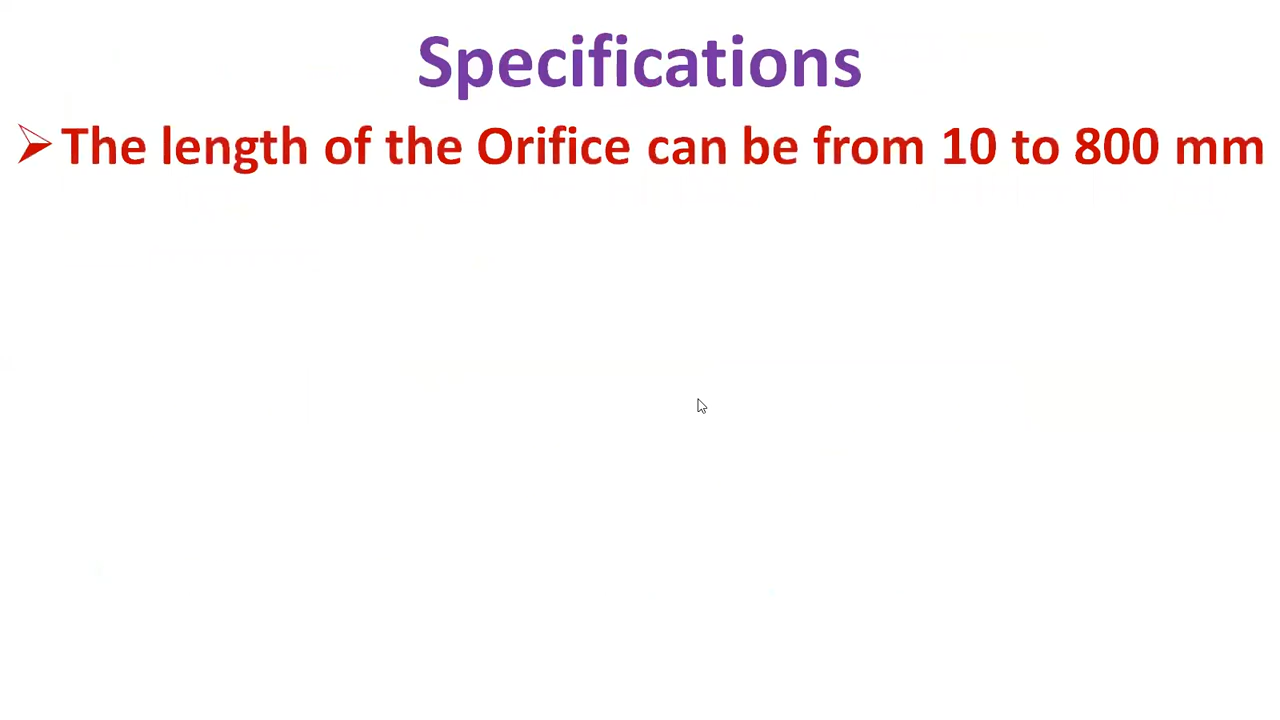 Specifications
The length of the Orifice can be from 10 to 800 mm